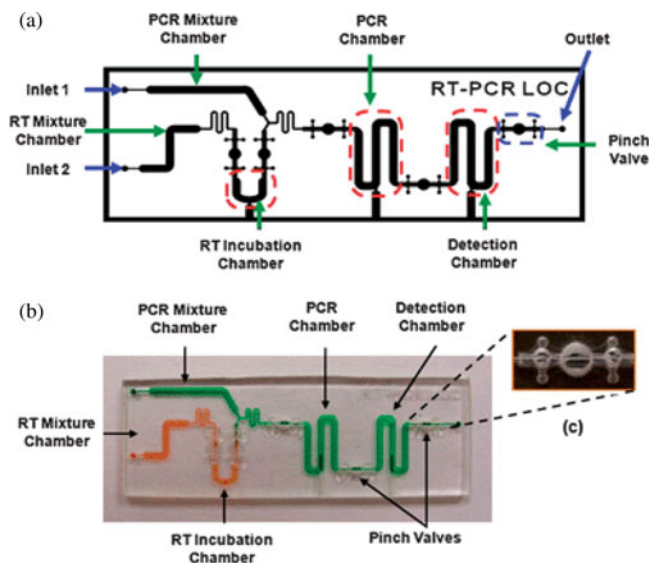 (a)
PCR Mixture
Chamber
PCR
Chamber
Outlet
Inlet 1
RT-PCR LOC
RT Mixture
Chamber
Pinch
Valve
Inlet 2
RT Incubation
Chamber
Detection
Chamber
(b)
PCR Mixture
Chamber
PCR
Chamber
Detection
Chamber
(c)
RT Mixture
Chamber
RT Incubation
Chamber
Pinch Valves